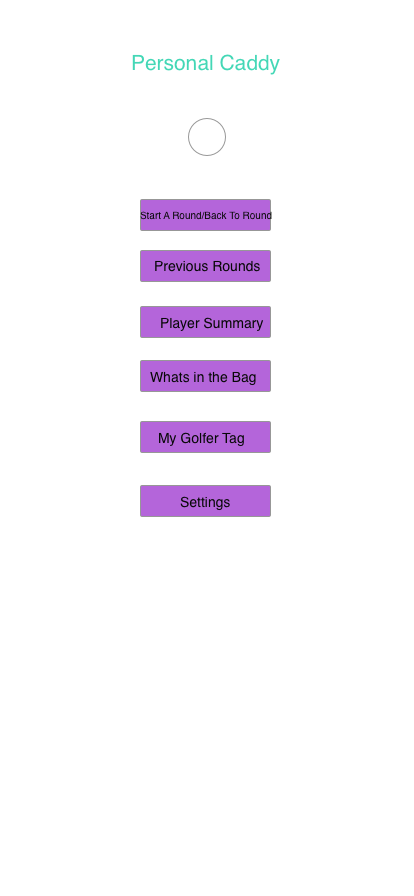 Personal Caddy
Start A Round/Back To Round
Previous Rounds
Player Summary
Whats in the Bag
My Golfer Tag
Settings